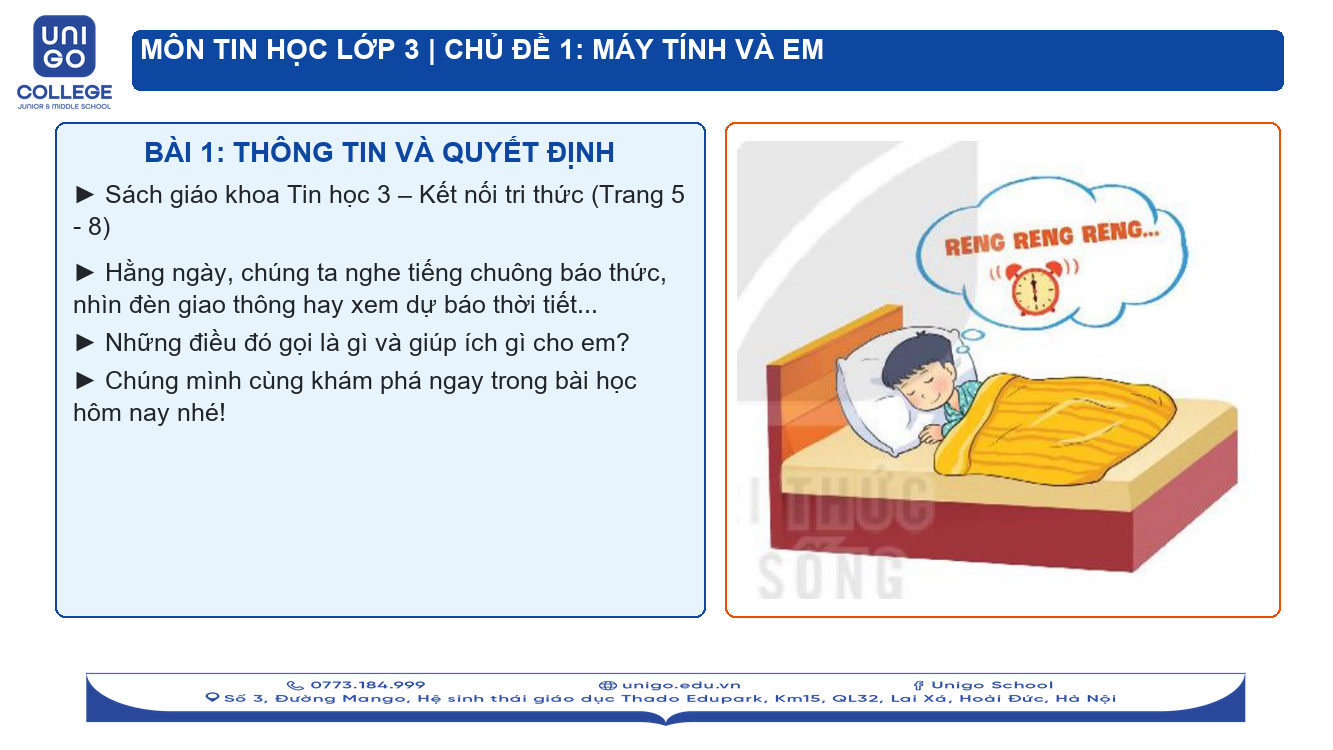 UNI
GO
COLLEGE
JUNIOR & MIDDLE SCHOOL
MÔN TIN HỌC LỚP 3 | CHỦ ĐỀ 1: MÁY TÍNH VÀ EM
BÀI 1: THÔNG TIN VÀ QUYẾT ĐỊNH
► Sách giáo khoa Tin học 3 – Kết nối tri thức (Trang 5
- 8)
► Hằng ngày, chúng ta nghe tiếng chuông báo thức,
nhìn đèn giao thông hay xem dự báo thời tiết...
► Những điều đó gọi là gì và giúp ích gì cho em?
► Chúng mình cùng khám phá ngay trong bài học
hôm nay nhé!
RENG RENG RENG...
I THỨC
SỐNG
0773.184.999
unigo.edu.vn
Unigo School
Số 3, Đường Mango, Hệ sinh thái giáo dục Thado Edupark, Km15, QL32, Lai Xá, Hoài Đức, Hà Nội